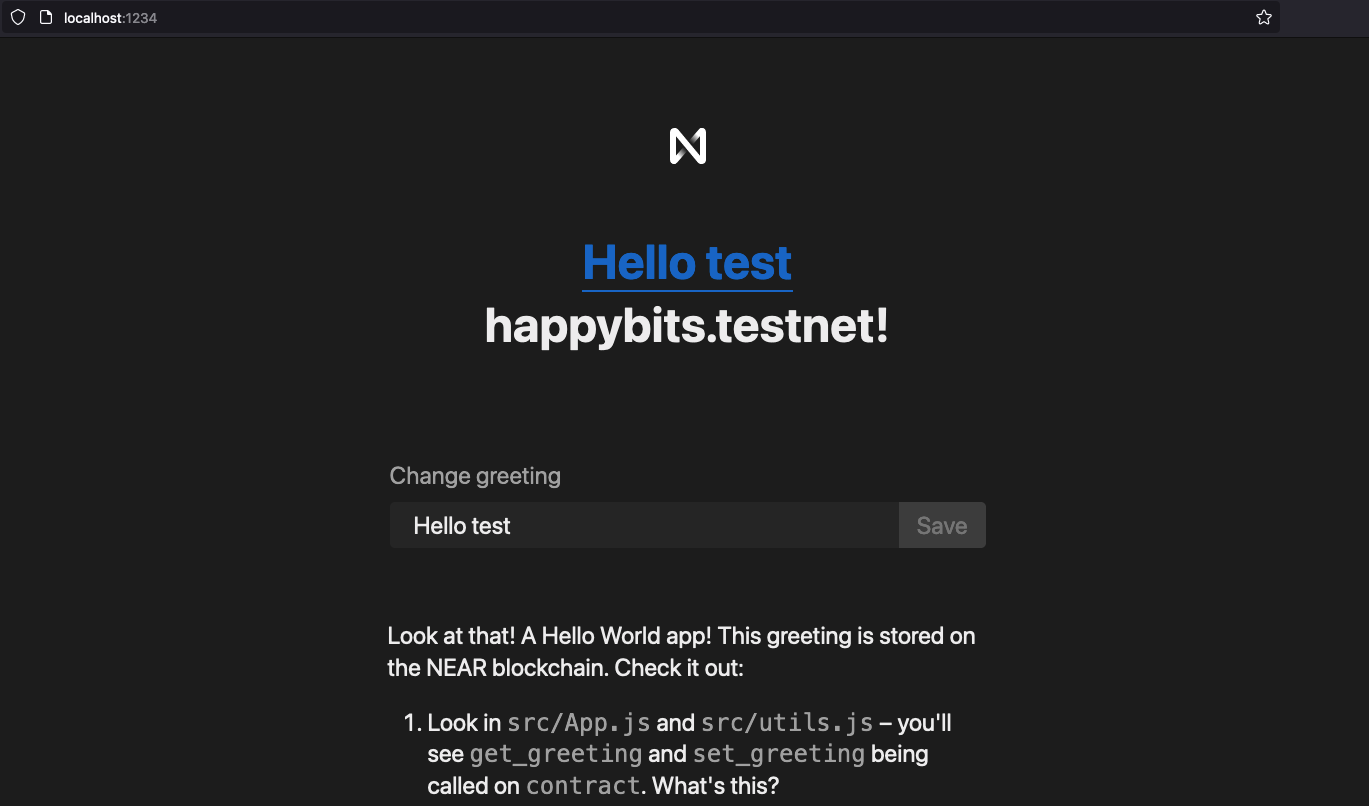 localhost:1234
Hello test
happybits.testnet!
Change greeting
Hello test
Save
Look at that! A Hello World app! This greeting is stored on
the NEAR blockchain. Check it out:
1. Look in src/App.js and src/utils.js – you'll
see get_greeting and set_greeting being
called on contract. What's this?